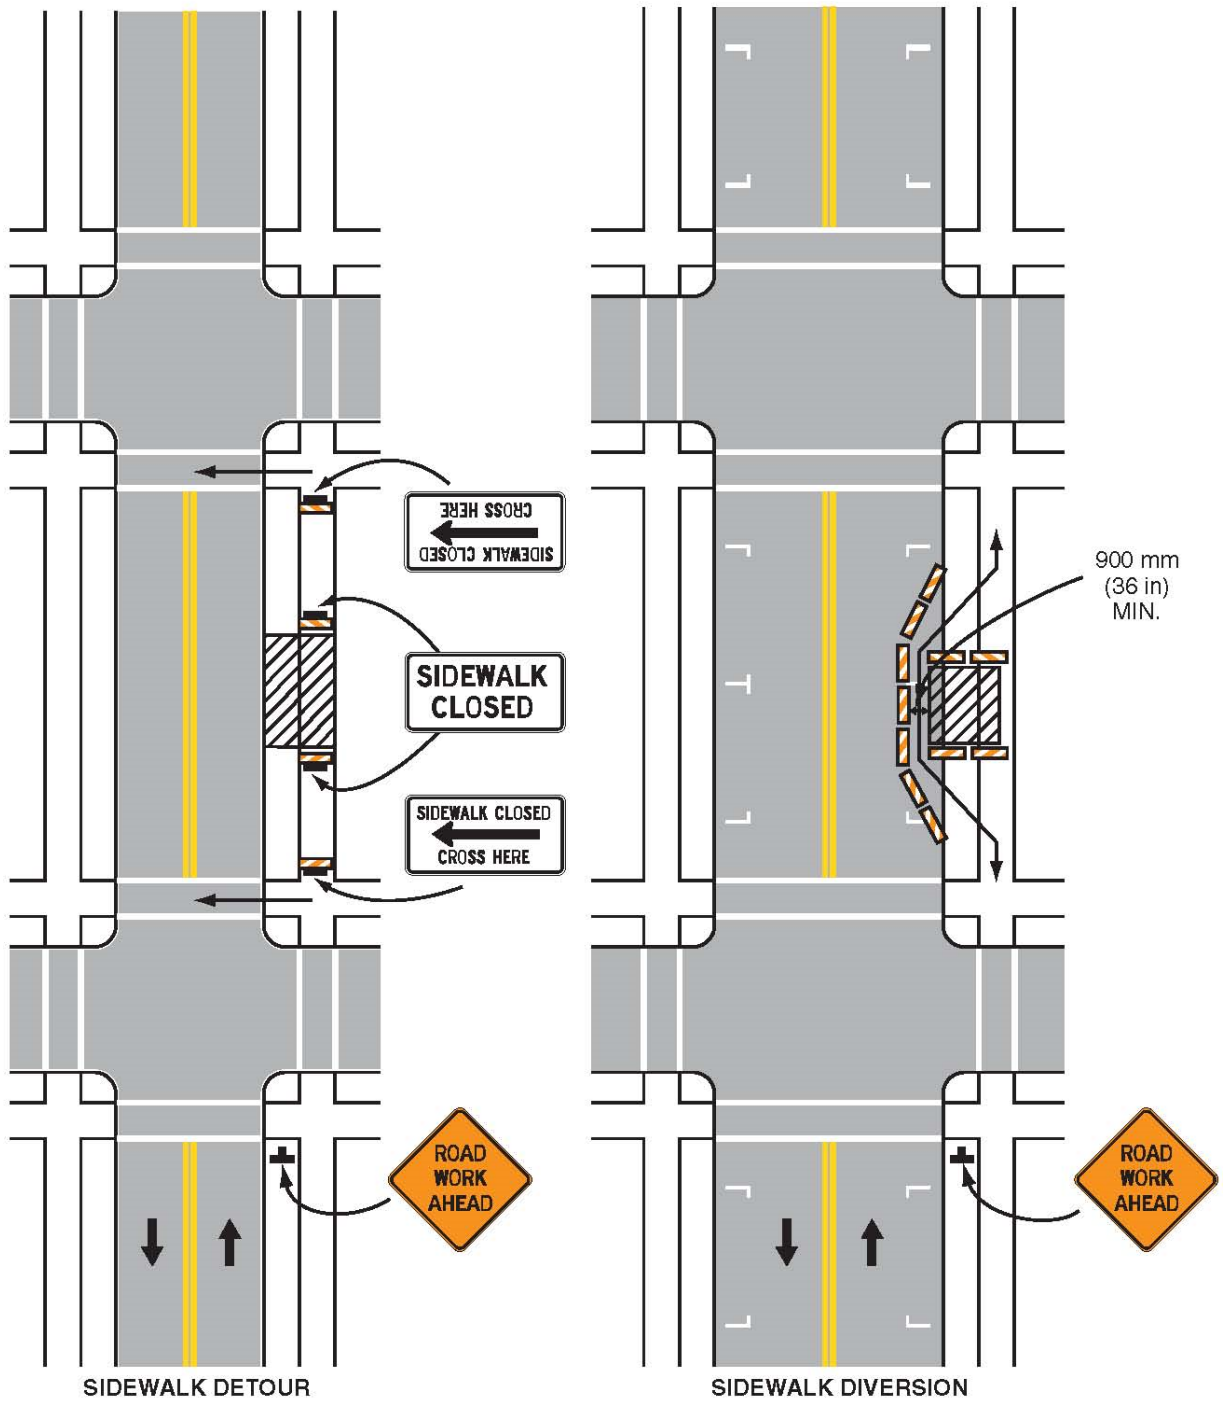 CROSS HERE
SIDEWALK CLOSED
900 mm
(36 in)
MIN.
SIDEWALK
CLOSED
SIDEWALK CLOSED
CROSS HERE
ROAD
WORK
AHEAD
ROAD
WORK
AHEAD
SIDEWALK DETOUR
SIDEWALK DIVERSION